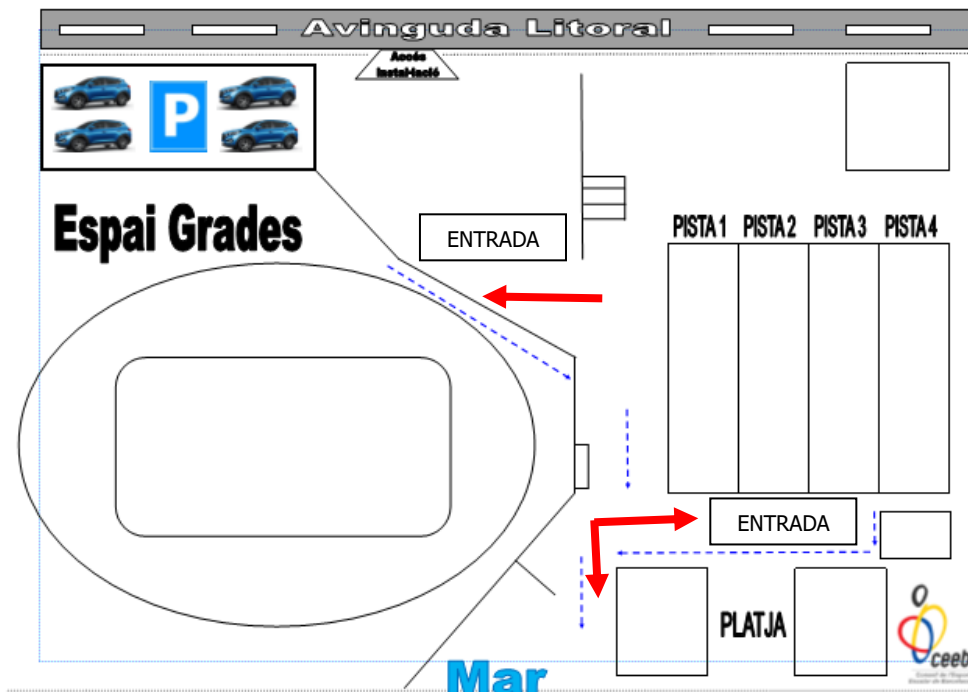 Avinguda Litoral
Accés
Instal·lació
P
Espai Grades
ENTRADA
PISTA 1 PISTA 2 PISTA 3 PISTA 4
ENTRADA
PLATJA
Mar
ceeb